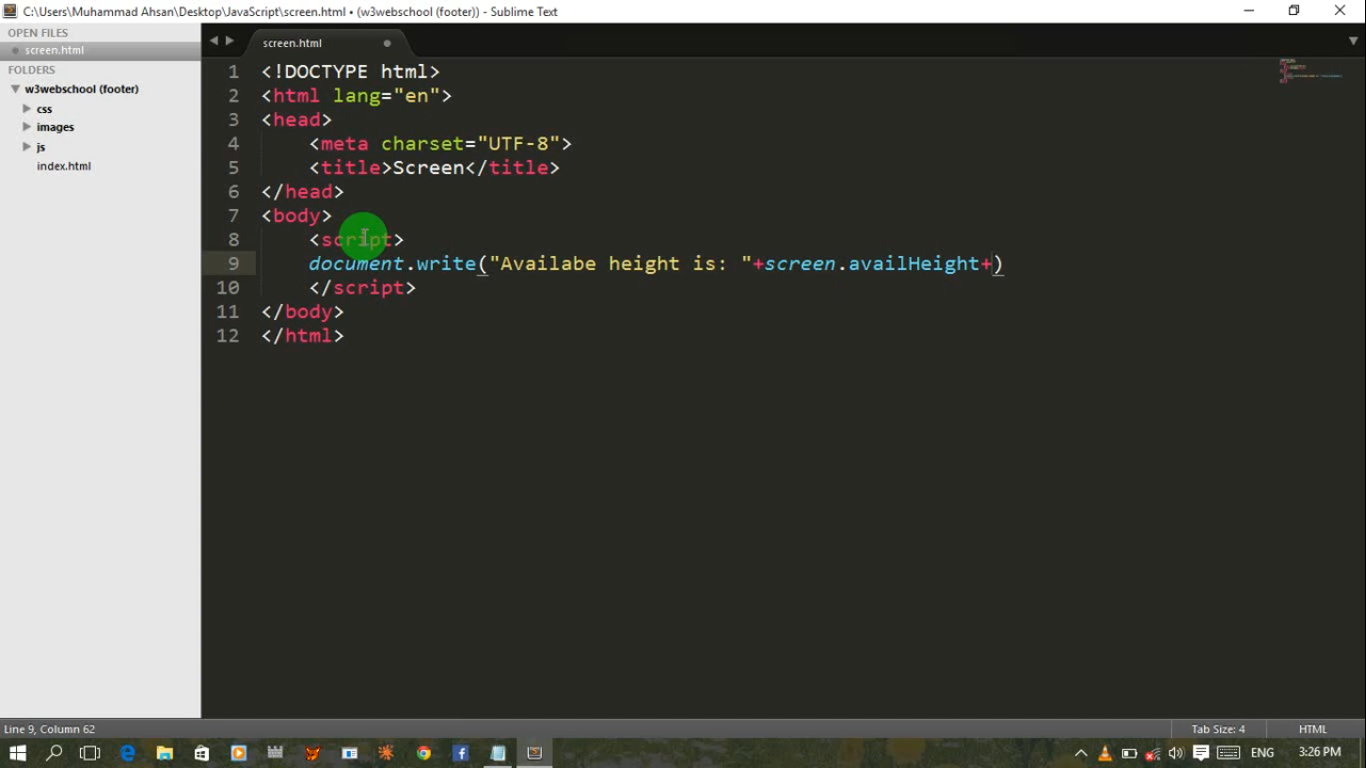 C:\Users\Muhammad Ahsan\Desktop\JavaScript\screen.html • (w3webschool (footer)) - Sublime Text
OPEN FILES
screen.html
FOLDERS
w3webschool (footer)
css
images
js
index.html
screen.html
1 <!DOCTYPE html>
2 <html lang="en">
3 <head>
4 <meta charset="UTF-8">
5 <title>Screen</title>
6 </head>
7 <body>
8 <script>
9 document.write("Availabe height is: "+screen.availHeight+)
10 </script>
11 </body>
12 </html>
Line 9, Column 62
Tab Size: 4
HTML
ENG
3:26 PM